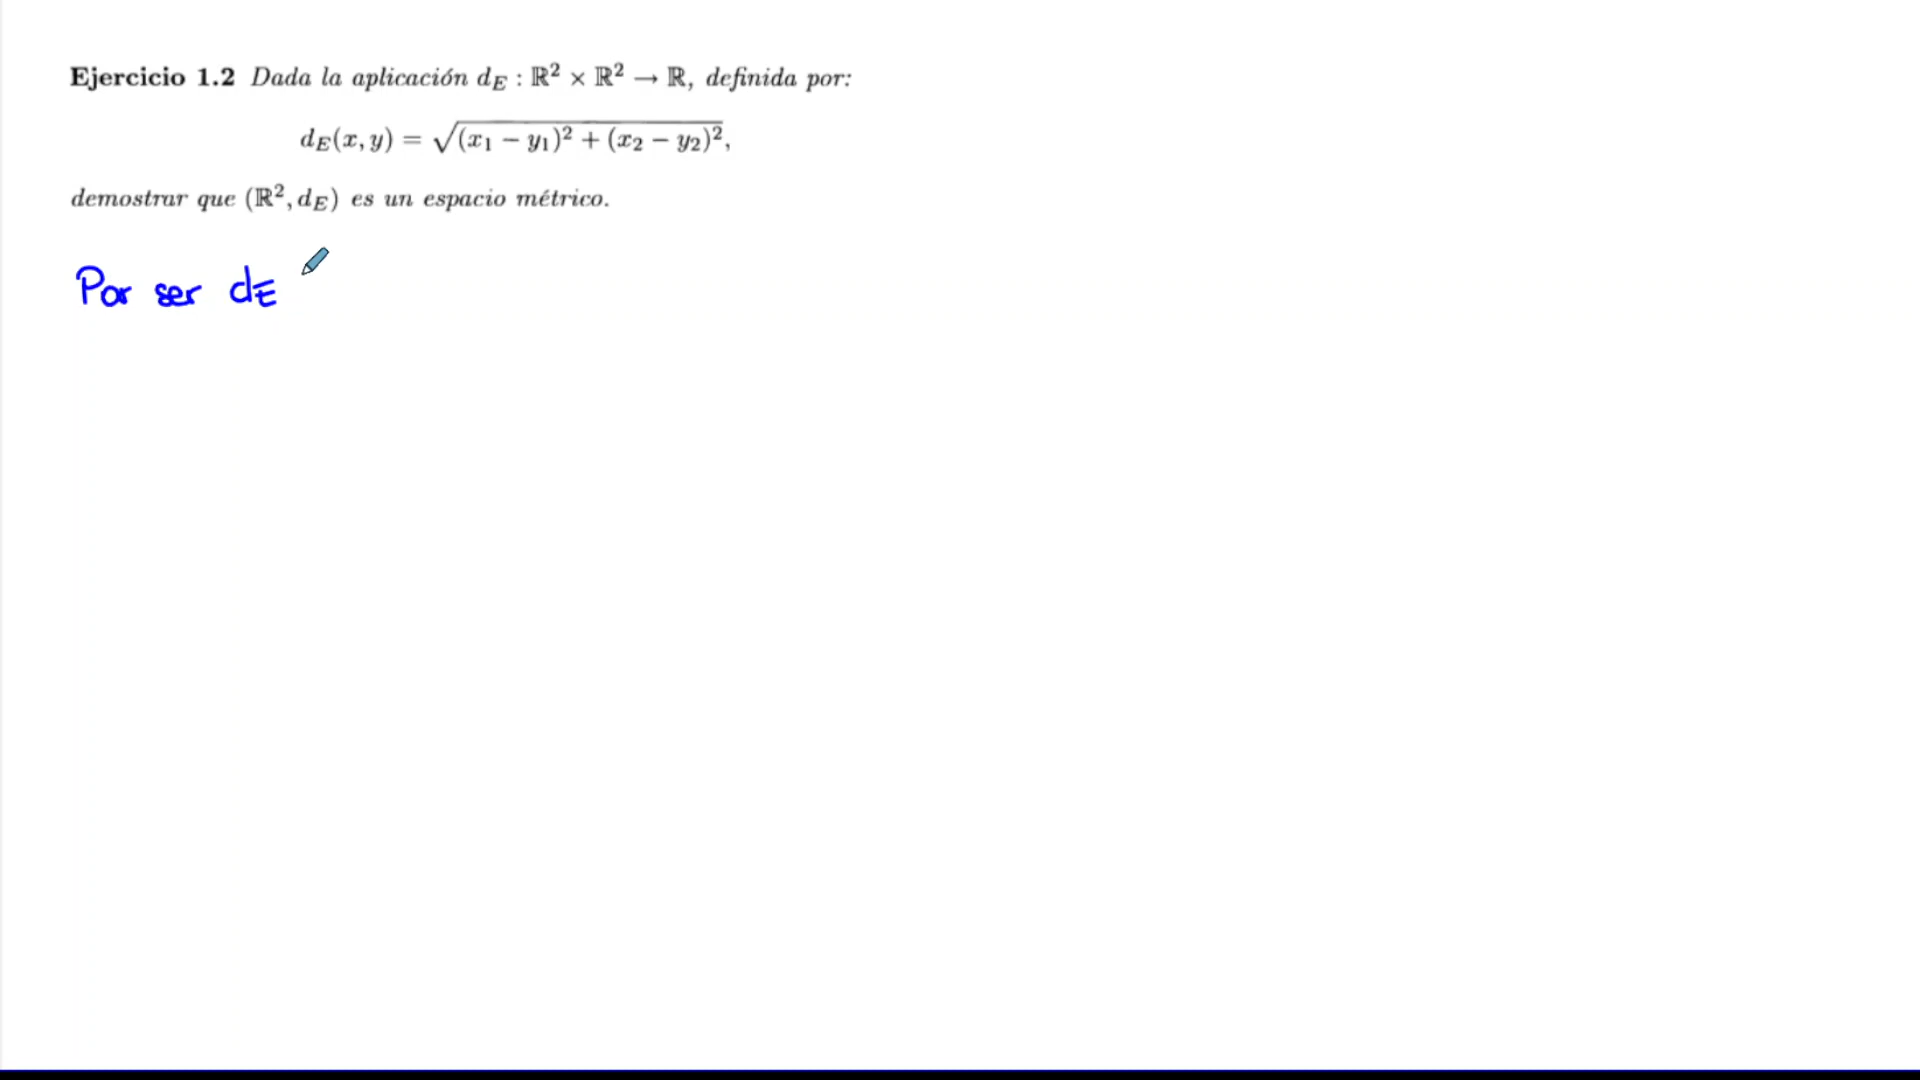 Ejercicio 1.2 Dada la aplicación d_E : ℝ² × ℝ² → ℝ, definida por:
d_E(x, y) = √((x₁ − y₁)² + (x₂ − y₂)²),
demostrar que (ℝ², d_E) es un espacio métrico.
Por ser d_E